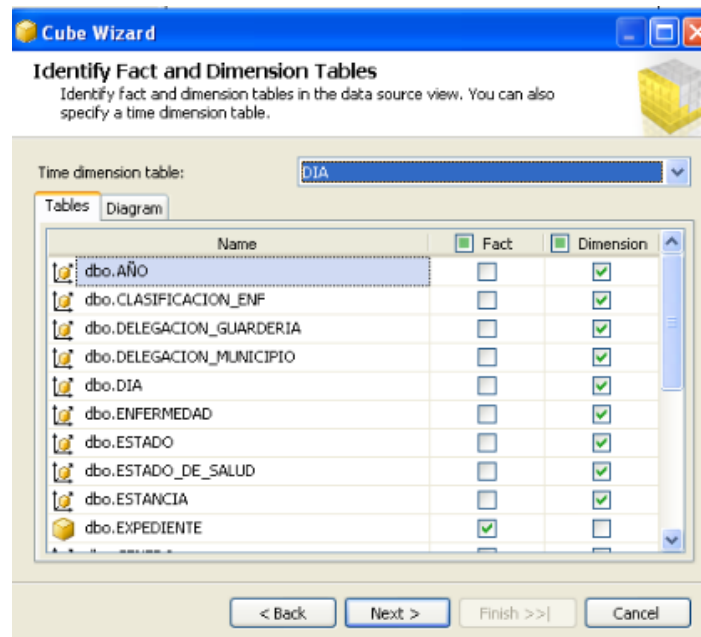 Cube Wizard
Identify Fact and Dimension Tables
Identify fact and dimension tables in the data source view. You can also
specify a time dimension table.
Time dimension table: DIA
Tables Diagram
Name Fact Dimension
dbo.AÑO
dbo.CLASIFICACION_ENF
dbo.DELEGACION_GUARDERIA
dbo.DELEGACION_MUNICIPIO
dbo.DIA
dbo.ENFERMEDAD
dbo.ESTADO
dbo.ESTADO_DE_SALUD
dbo.ESTANCIA
dbo.EXPEDIENTE
< Back Next > Finish >>| Cancel